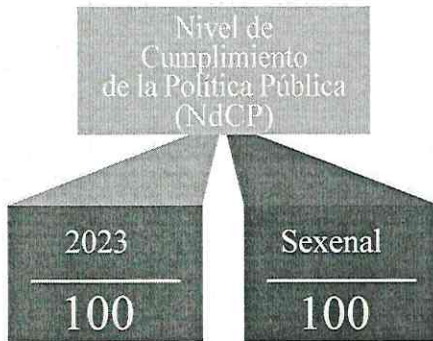 Nivel de
Cumplimiento
de la Política Pública
(NdCP)
2023
100
Sexenal
100